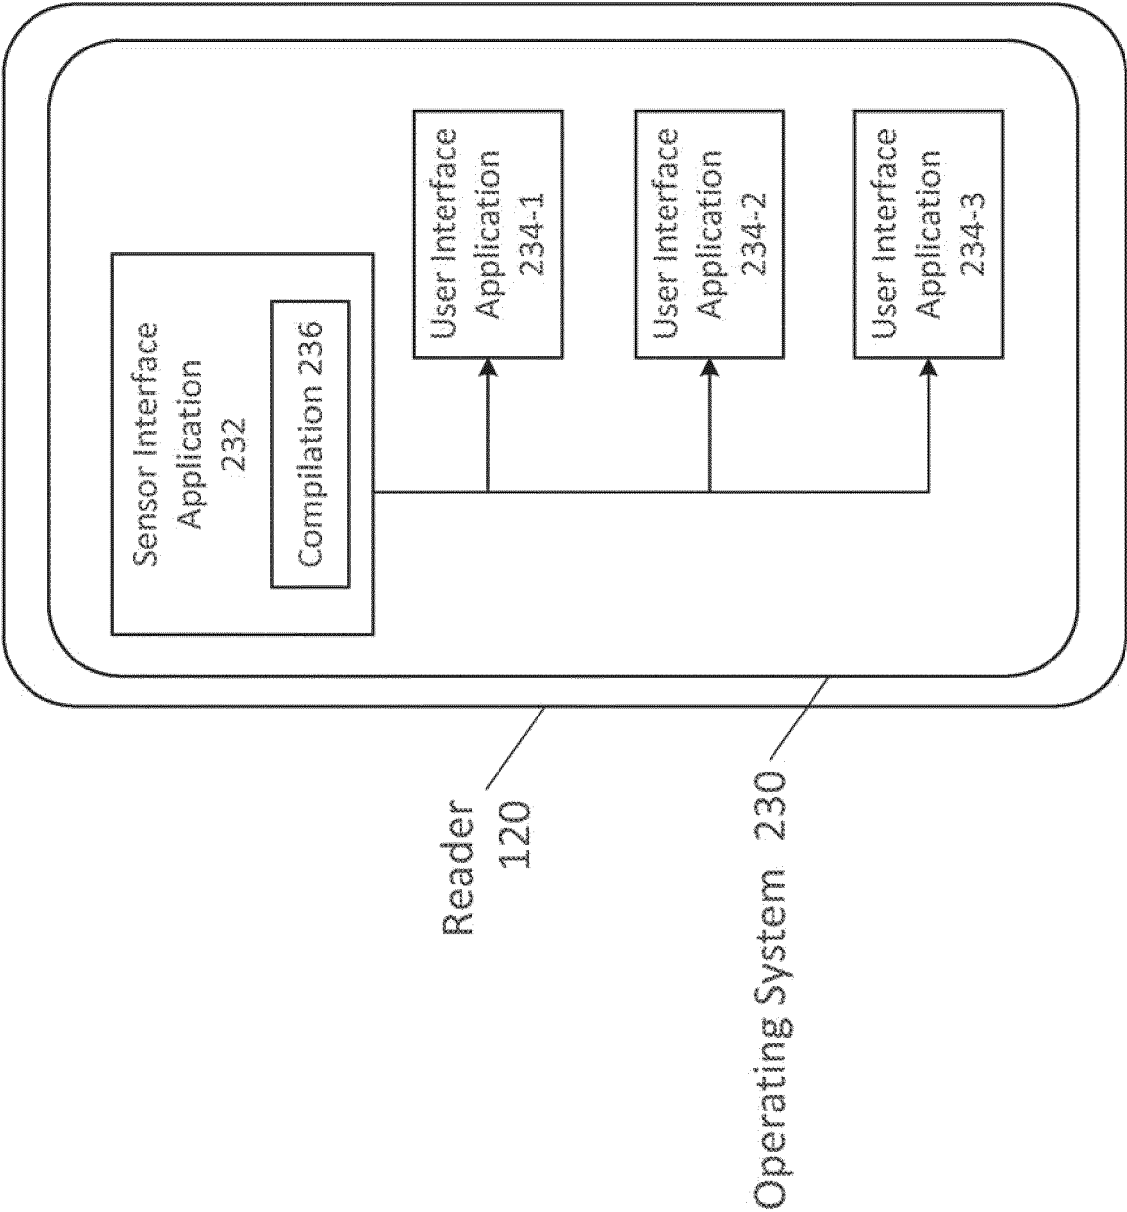 Sensor Interface
Application
232
Compilation 236
User Interface
Application
234-1
User Interface
Application
234-2
User Interface
Application
234-3
Reader
120
Operating System 230